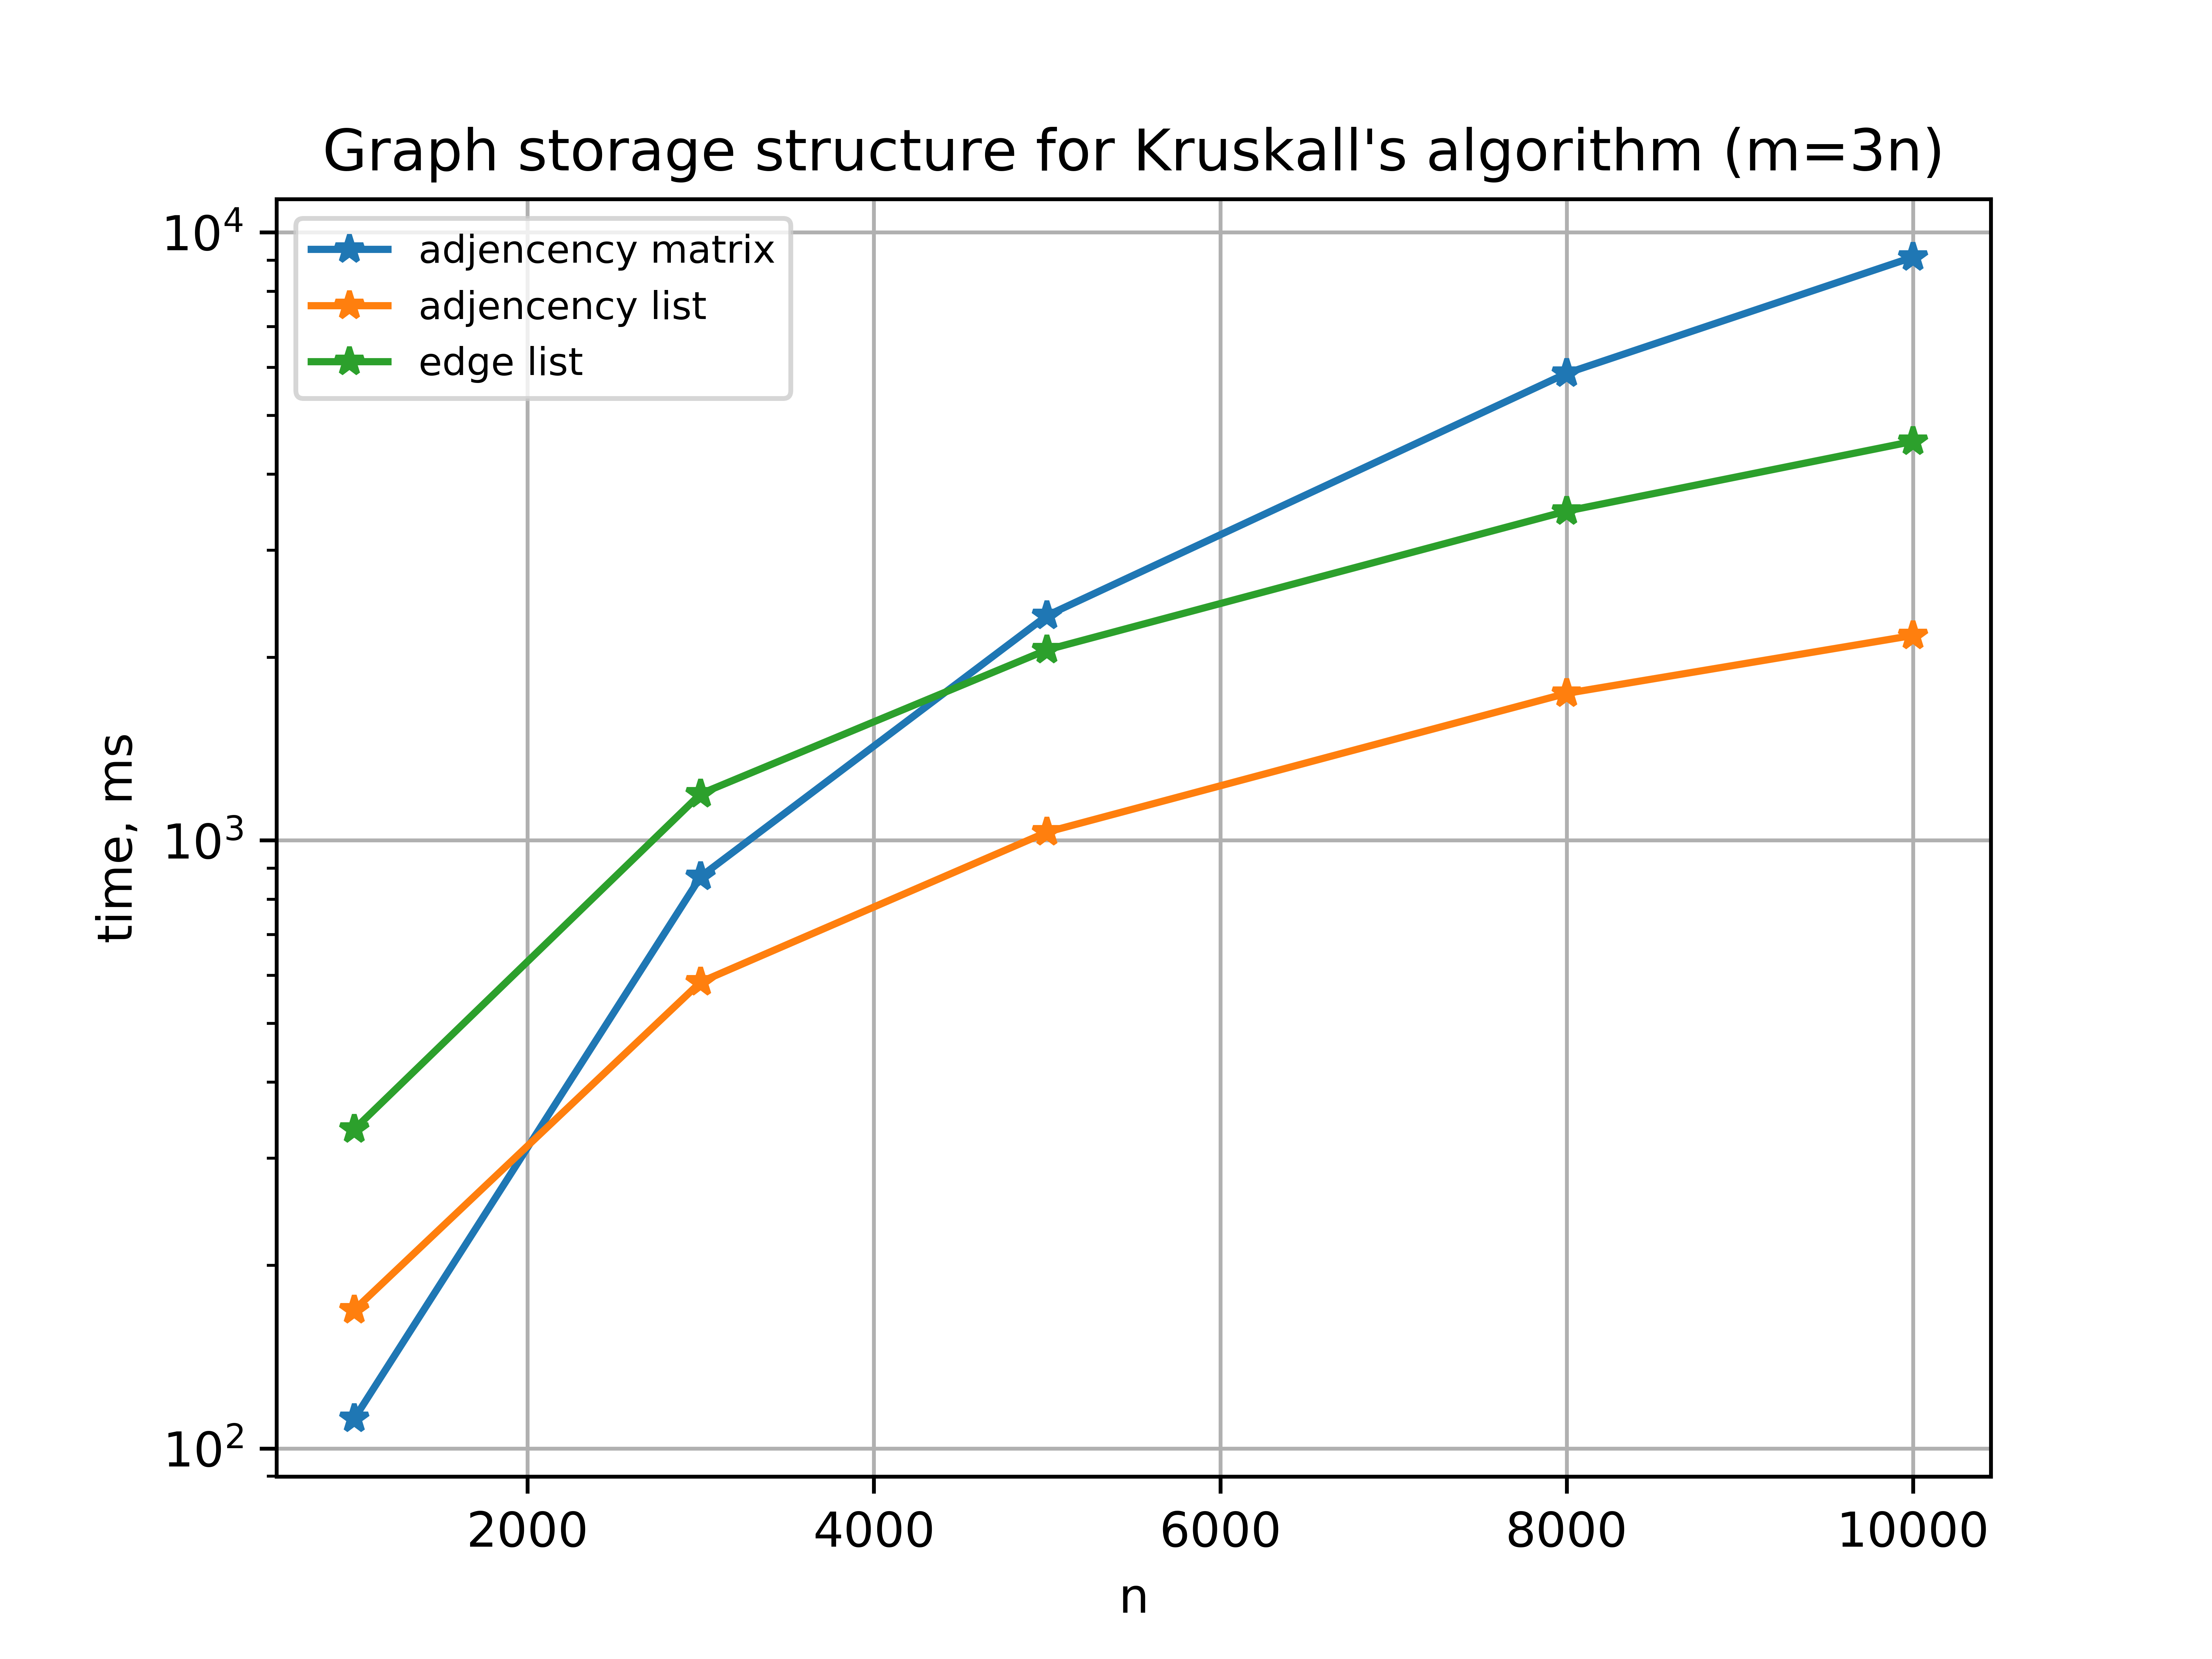 Graph storage structure for Kruskall's algorithm (m=3n)
adjencency matrix
adjencency list
edge list
10⁴
10³
10²
time, ms
2000 4000 6000 8000 10000
n